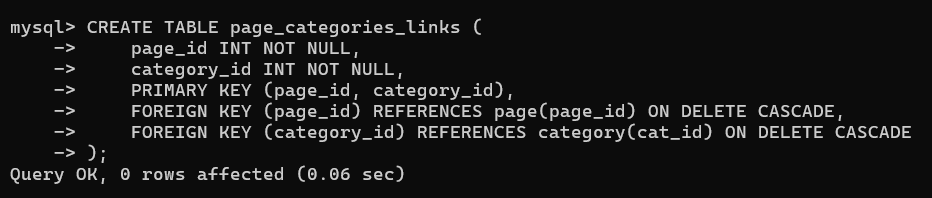 mysql> CREATE TABLE page_categories_links (
    ->     page_id INT NOT NULL,
    ->     category_id INT NOT NULL,
    ->     PRIMARY KEY (page_id, category_id),
    ->     FOREIGN KEY (page_id) REFERENCES page(page_id) ON DELETE CASCADE,
    ->     FOREIGN KEY (category_id) REFERENCES category(cat_id) ON DELETE CASCADE
    -> );
Query OK, 0 rows affected (0.06 sec)